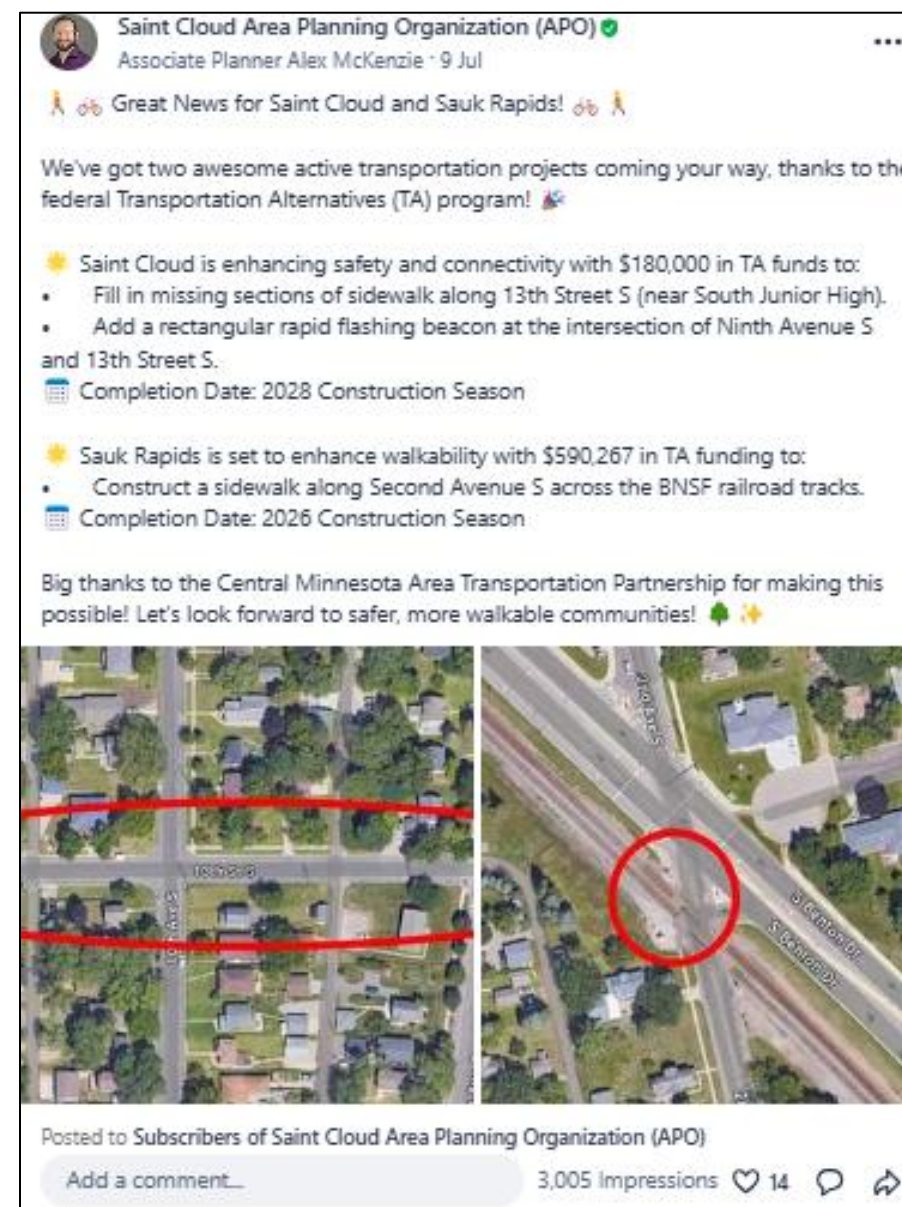 Saint Cloud Area Planning Organization (APO)
Associate Planner Alex McKenzie · 9 Jul
Great News for Saint Cloud and Sauk Rapids!
We've got two awesome active transportation projects coming your way, thanks to the
federal Transportation Alternatives (TA) program!
Saint Cloud is enhancing safety and connectivity with $180,000 in TA funds to:
• Fill in missing sections of sidewalk along 13th Street S (near South Junior High).
• Add a rectangular rapid flashing beacon at the intersection of Ninth Avenue S
and 13th Street S.
Completion Date: 2028 Construction Season
Sauk Rapids is set to enhance walkability with $590,267 in TA funding to:
• Construct a sidewalk along Second Avenue S across the BNSF railroad tracks.
Completion Date: 2026 Construction Season
Big thanks to the Central Minnesota Area Transportation Partnership for making this
possible! Let's look forward to safer, more walkable communities!
2nd Ave S
S Benton Dr
S Benton Dr
Posted to Subscribers of Saint Cloud Area Planning Organization (APO)
Add a comment...
3,005 Impressions 14